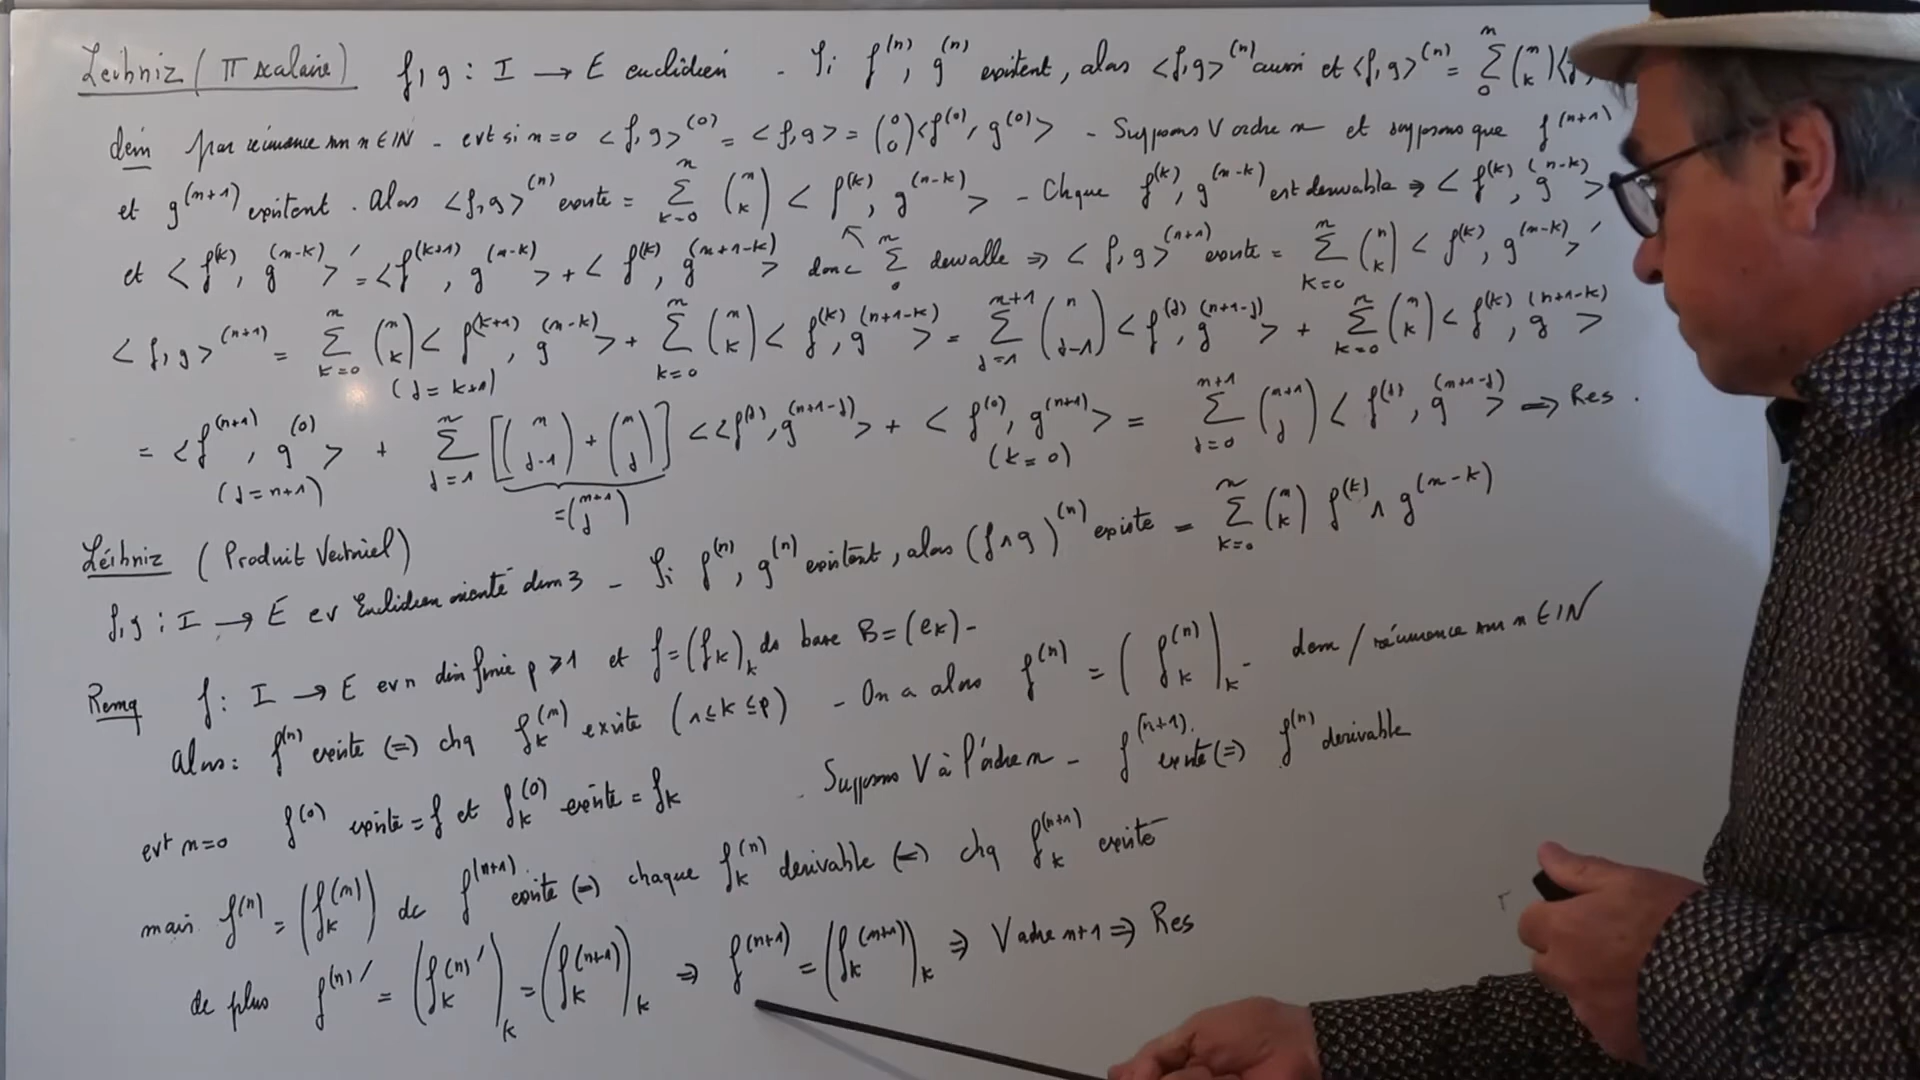 Leibniz (Π scalaire) f, g : I → E euclidien - Si f^(n), g^(n) existent, alors <f,g>^(n) aussi et <f,g>^(n) = Σ_0^n (n k) <f,
dém par récurrence sur n ∈ IN - evt si n=0 <f,g>^(0) = <f,g> = (0 0) <f^(0), g^(0)> - Supposons V ordre n et supposons que f^(n+1)
et g^(n+1) existent. Alors <f,g>^(n) existe = Σ_{k=0}^n (n k) <f^(k), g^(n-k)> - Chque f^(k), g^(n-k) est dérivable ⇒ <f^(k), g^(n-k)>
et <f^(k), g^(n-k)>' = <f^(k+1), g^(n-k)> + <f^(k), g^(n+1-k)> donc Σ_0^n dérivable ⇒ <f,g>^(n+1) existe = Σ_{k=0}^n (n k) <f^(k), g^(n-k)>'
<f,g>^(n+1) = Σ_{k=0}^n (n k) <f^(k+1), g^(n-k)> + Σ_{k=0}^n (n k) <f^(k), g^(n+1-k)> = Σ_{j=1}^{n+1} (n j-1) <f^(j), g^(n+1-j)> + Σ_{k=0}^n (n k) <f^(k), g^(n+1-k)>
(j = k+1)
= <f^(n+1), g^(0)> + Σ_{j=1}^n [(n j-1) + (n j)] <<f^(j), g^(n+1-j)> + <f^(0), g^(n+1)> = Σ_{j=0}^{n+1} (n+1 j) <f^(j), g^(n+1-j)> ⇒ Res.
(j = n+1) = (n+1 j) (k = 0)
Léibniz (Produit Vectoriel)
f, g : I → E ev Euclidien orienté dim 3 - Si f^(n), g^(n) existent, alors (f∧g)^(n) existe = Σ_{k=0}^n (n k) f^(k) ∧ g^(n-k)
Remq f : I → E evn dim finie p ≥ 1 et f = (f_k)_k ds base B = (e_k) -
Alors : f^(n) existe (=) chq f_k^(n) existe (1 ≤ k ≤ p) - On a alors f^(n) = (f_k^(n))_k - dem / récurrence sur n ∈ IN
evt n=0 f^(0) existe = f et f_k^(0) existe = f_k - Supposons V à l'ordre n - f^(n+1) existe (=) f^(n) derivable
mais f^(n) = (f_k^(n)) dc f^(n+1) existe (=) chaque f_k^(n) derivable (=) chq f_k^(n+1) existe
de plus f^(n)' = (f_k^(n)')_k = (f_k^(n+1))_k ⇒ f^(n+1) = (f_k^(n+1))_k ⇒ V ordre n+1 ⇒ Res